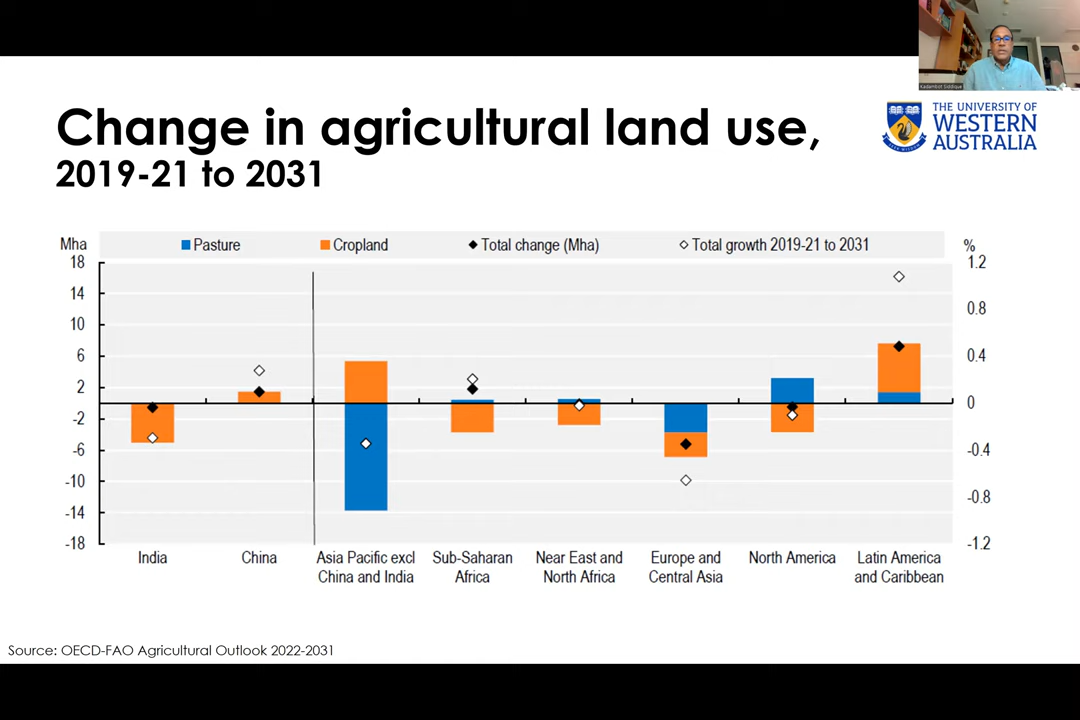 Kadambot Siddique
THE UNIVERSITY OF
WESTERN
AUSTRALIA
Change in agricultural land use,
2019-21 to 2031
Mha
Pasture
Cropland
Total change (Mha)
Total growth 2019-21 to 2031
%
18
14
10
6
2
-2
-6
-10
-14
-18
1.2
0.8
0.4
0
-0.4
-0.8
-1.2
India
China
Asia Pacific excl
China and India
Sub-Saharan
Africa
Near East and
North Africa
Europe and
Central Asia
North America
Latin America
and Caribbean
Source: OECD-FAO Agricultural Outlook 2022-2031